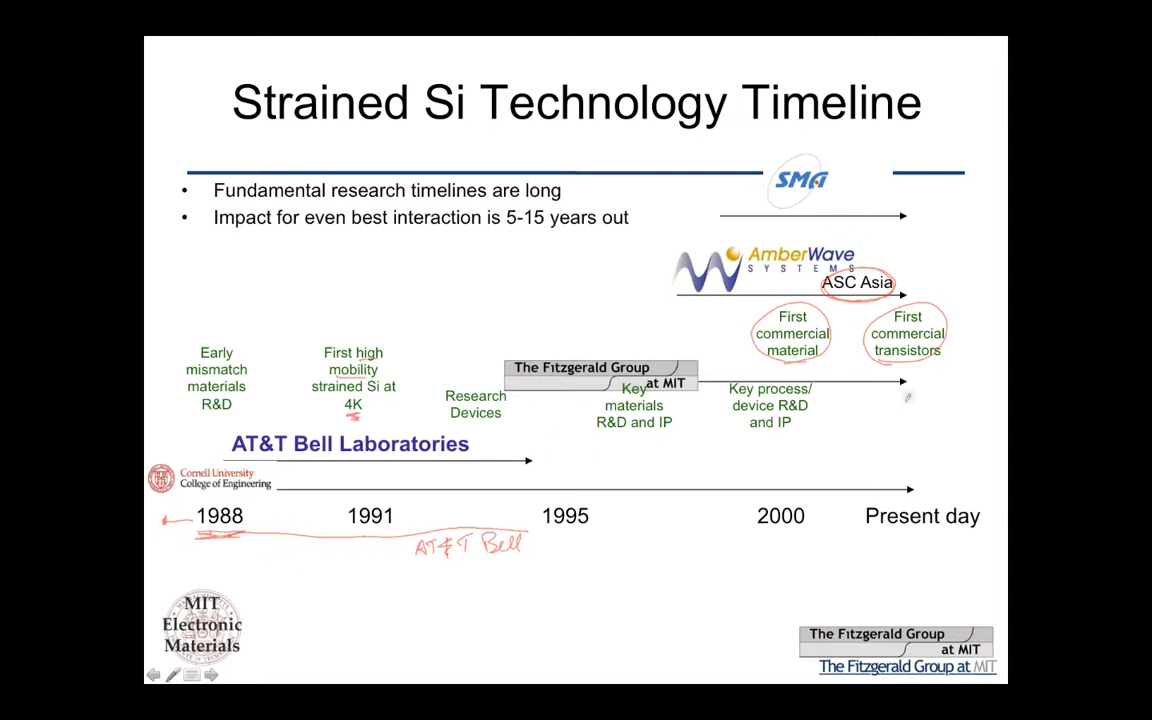 Strained Si Technology Timeline
SMA
• Fundamental research timelines are long
• Impact for even best interaction is 5-15 years out
AmberWave
SYSTEMS
ASC Asia
First
commercial
material
First
commercial
transistors
Early
mismatch
materials
R&D
First high
mobility
strained Si at
4K
Research
Devices
The Fitzgerald Group
at MIT
Key
materials
R&D and IP
Key process/
device R&D
and IP
AT&T Bell Laboratories
Cornell University
College of Engineering
1988 1991 1995 2000 Present day
AT&T Bell
MIT
Electronic
Materials
The Fitzgerald Group
at MIT
The Fitzgerald Group at MIT